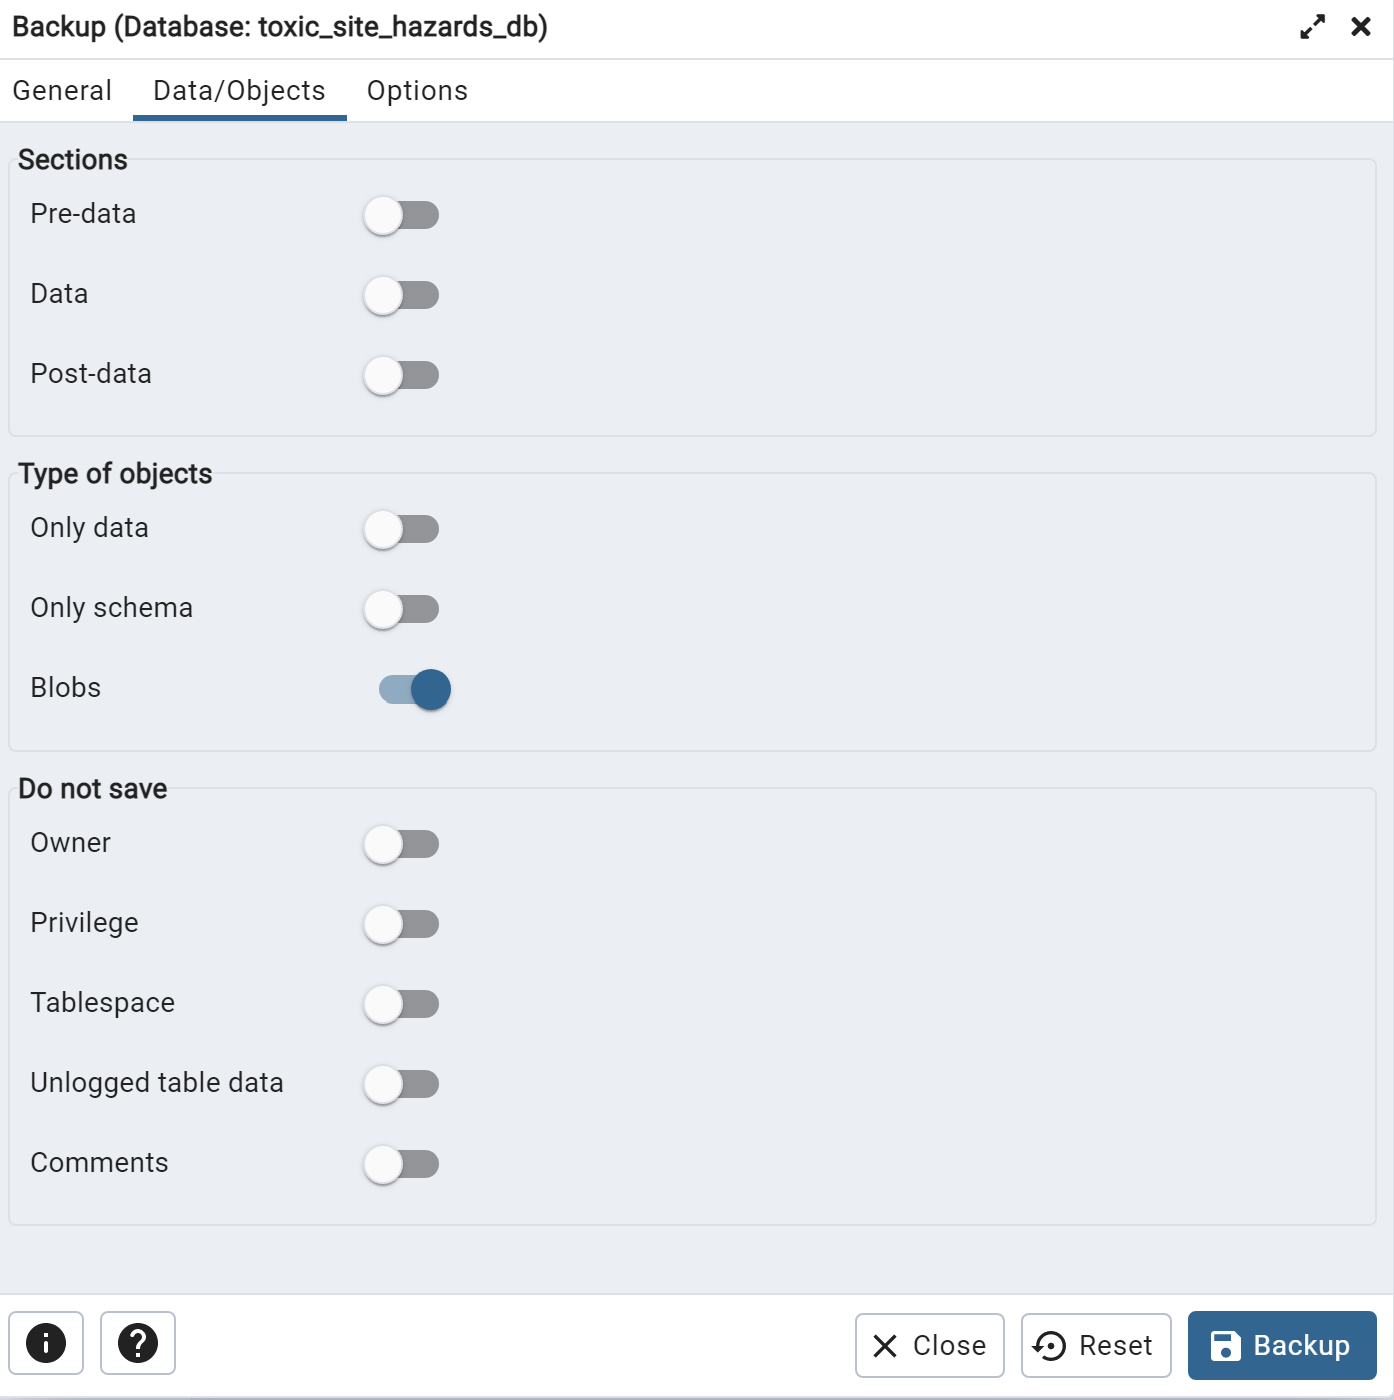 Backup (Database: toxic_site_hazards_db)
General Data/Objects Options
Sections
Pre-data
Data
Post-data
Type of objects
Only data
Only schema
Blobs
Do not save
Owner
Privilege
Tablespace
Unlogged table data
Comments
Close Reset Backup